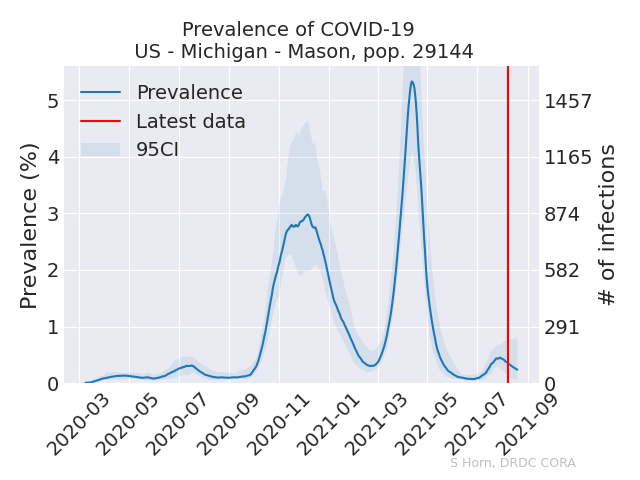 Prevalence of COVID-19
US - Michigan - Mason, pop. 29144
Prevalence
Latest data
95CI
Prevalence (%)
5
4
3
2
1
0
1457
1165
874
582
291
0
# of infections
2020-03
2020-05
2020-07
2020-09
2020-11
2021-01
2021-03
2021-05
2021-07
2021-09
S Horn, DRDC CORA